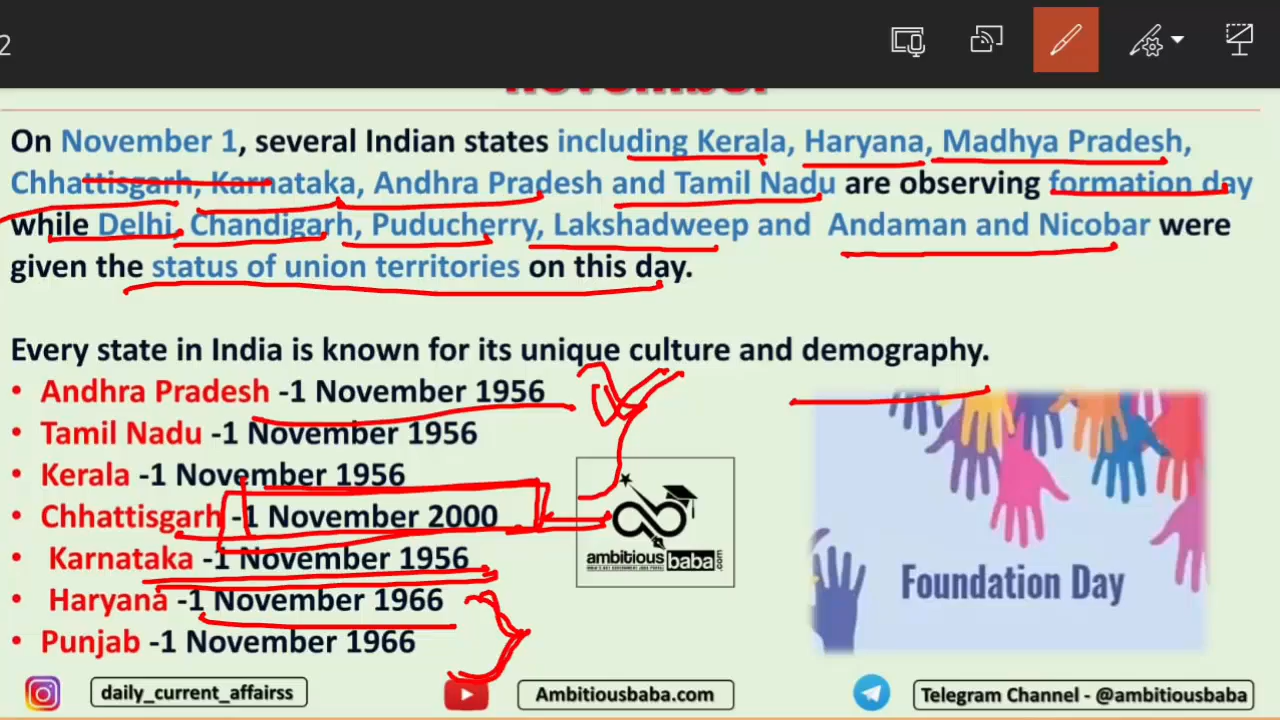 2
november
On November 1, several Indian states including Kerala, Haryana, Madhya Pradesh,
Chhattisgarh, Karnataka, Andhra Pradesh and Tamil Nadu are observing formation day
while Delhi, Chandigarh, Puducherry, Lakshadweep and Andaman and Nicobar were
given the status of union territories on this day.
Every state in India is known for its unique culture and demography.
• Andhra Pradesh -1 November 1956
• Tamil Nadu -1 November 1956
• Kerala -1 November 1956
• Chhattisgarh -1 November 2000
• Karnataka -1 November 1956
• Haryana -1 November 1966
• Punjab -1 November 1966
ambitiousbaba.com
Foundation Day
daily_current_affairss
Ambitiousbaba.com
Telegram Channel - @ambitiousbaba